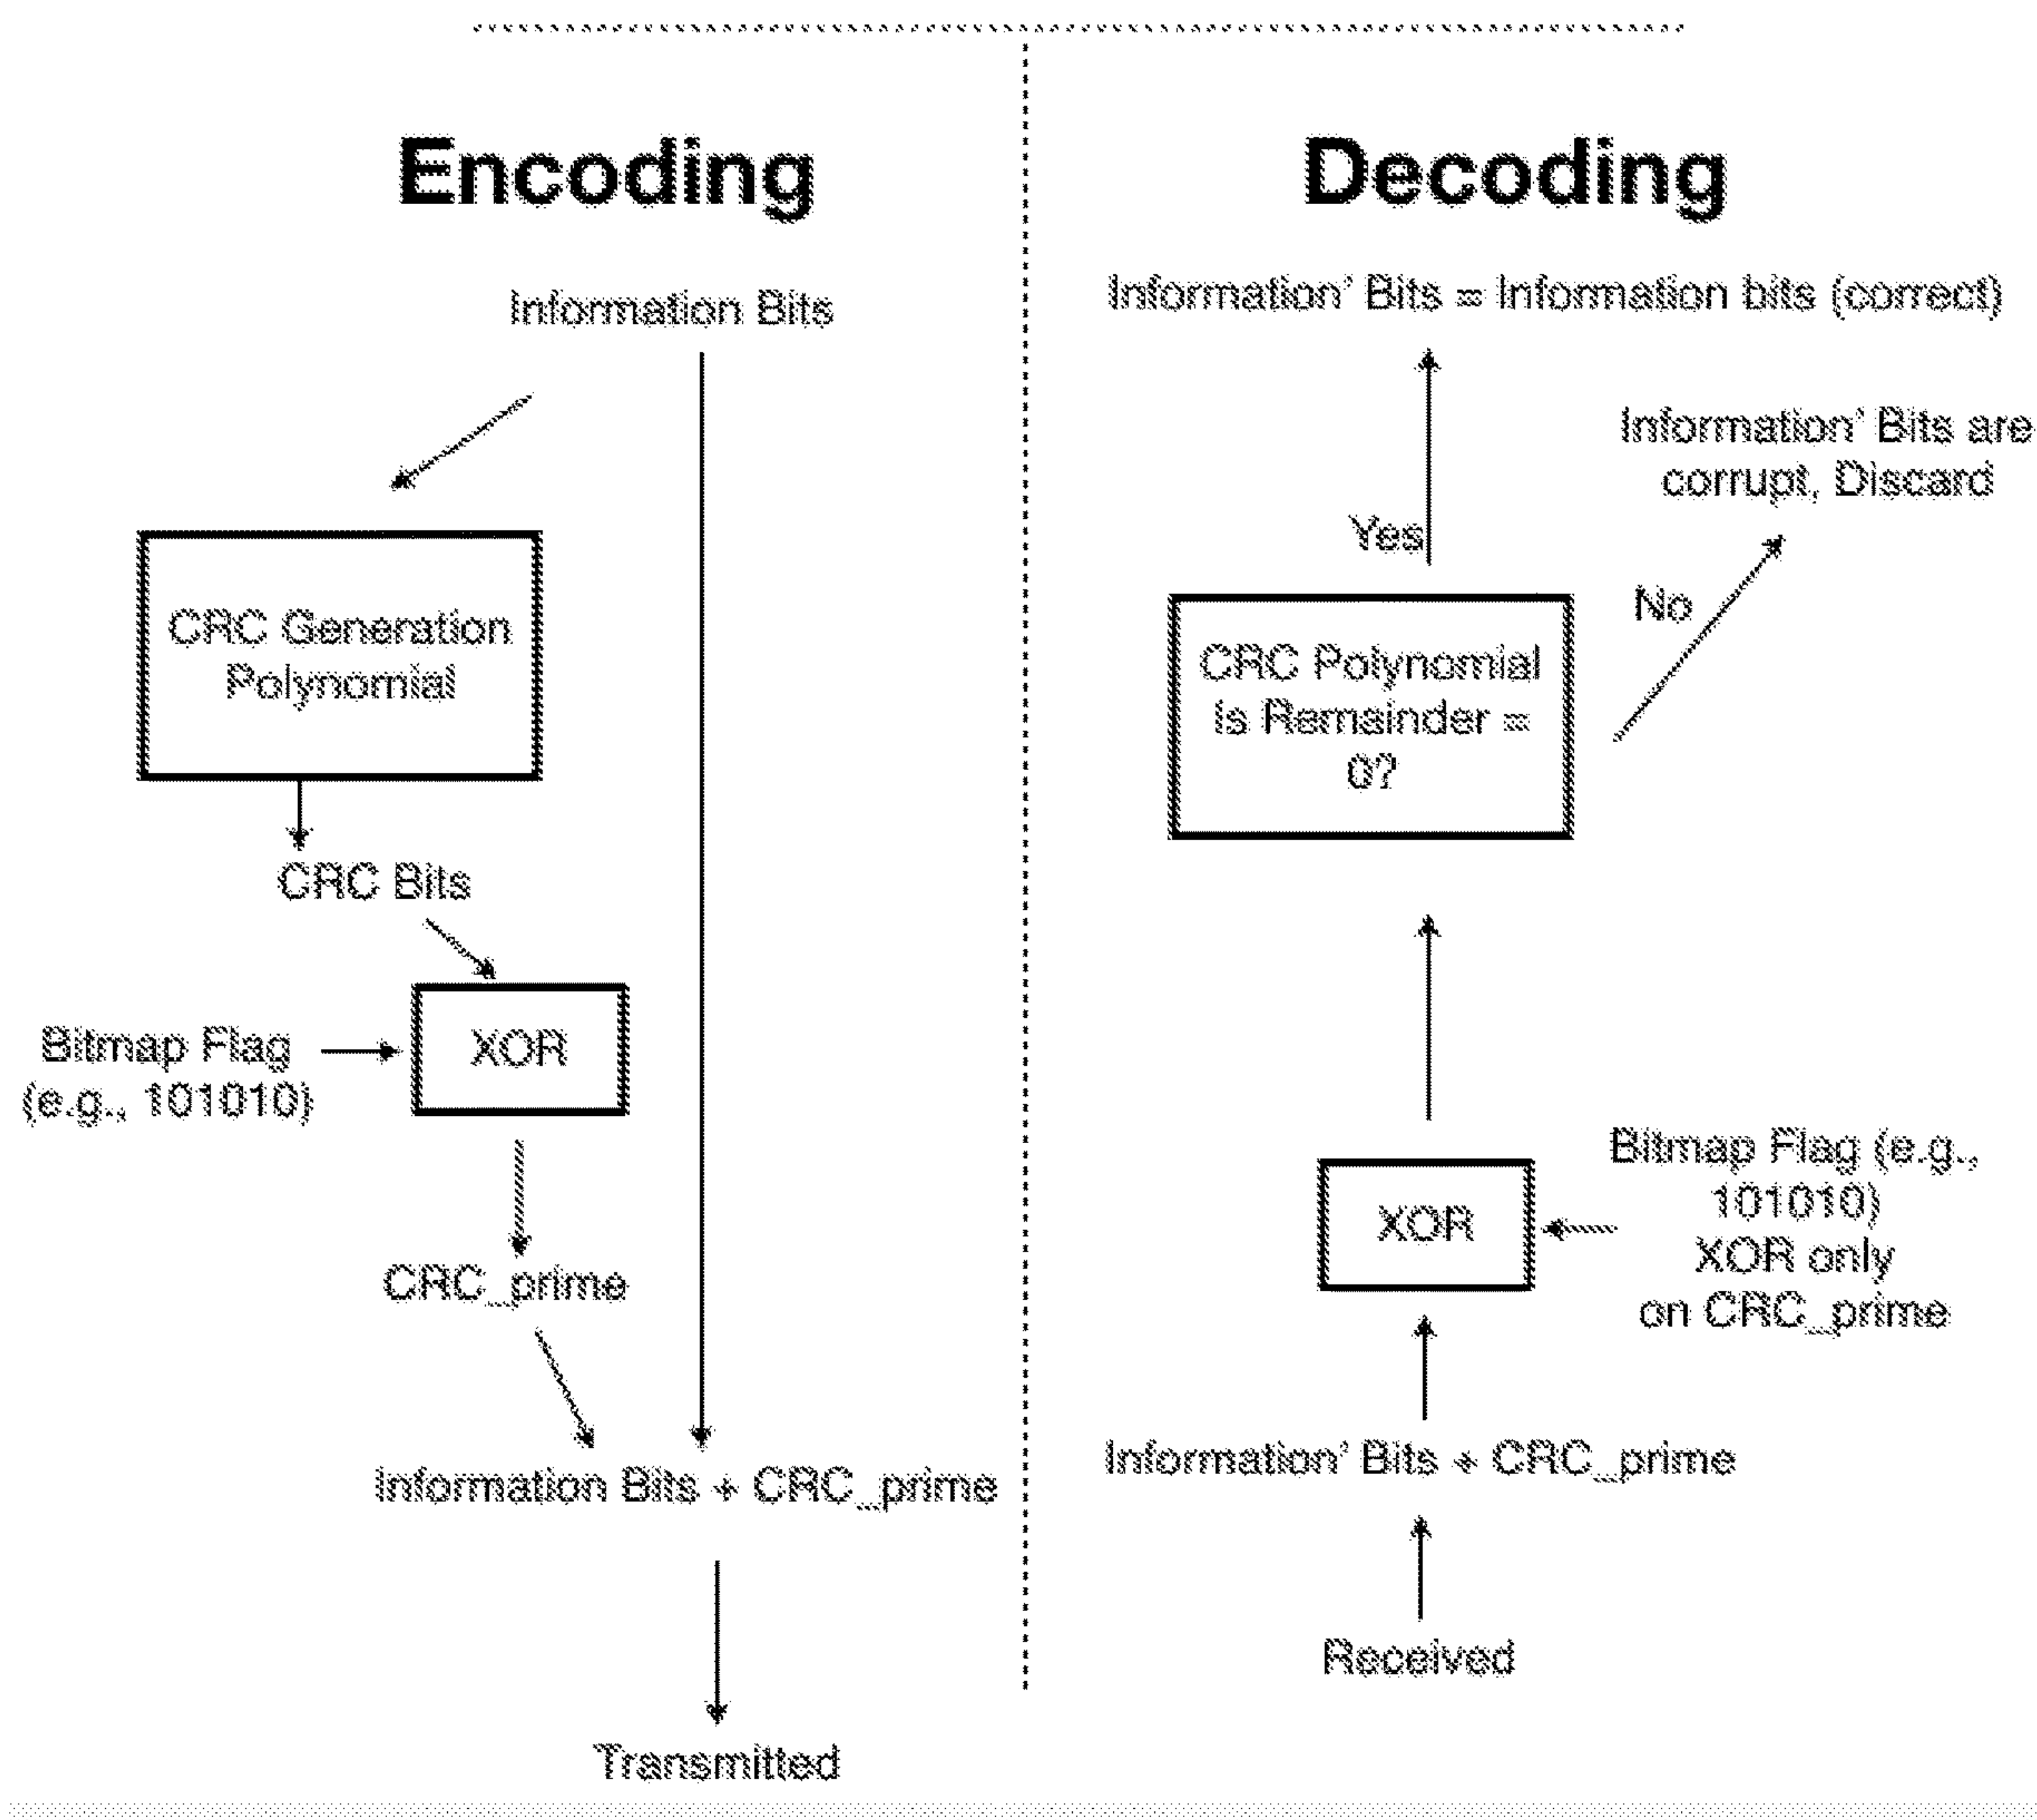 Encoding
Information Bits
CRC Generation
Polynomial
CRC Bits
XOR
Bitmap Flag
(e.g., 101010)
CRC_prime
Information Bits + CRC_prime
Transmitted
Decoding
Information' Bits = Information bits (correct)
Information' Bits are
corrupt, Discard
Yes
No
CRC Polynomial
Is Remainder =
0?
XOR
Bitmap Flag (e.g.,
101010)
XOR only
on CRC_prime
Information' Bits + CRC_prime
Received